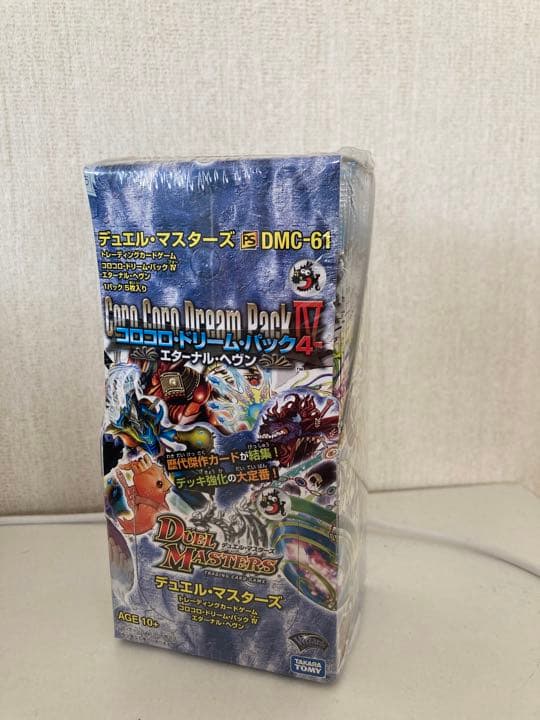 デュエル・マスターズ PS DMC-61
トレーディングカードゲーム
コロコロ・ドリーム・パック Ⅳ
エターナル・ヘヴン
1パック 5枚入り
Coro Coro Dream Pack Ⅳ
コロコロ・ドリーム・パック4
エターナル・ヘヴン
歴代傑作カードが結集!
デッキ強化の大定番!
DUEL MASTERS
デュエル・マスターズ
TRADING CARD GAME
デュエル・マスターズ
トレーディングカードゲーム
コロコロ・ドリーム・パック Ⅳ
エターナル・ヘヴン
AGE 10+
TAKARA TOMY